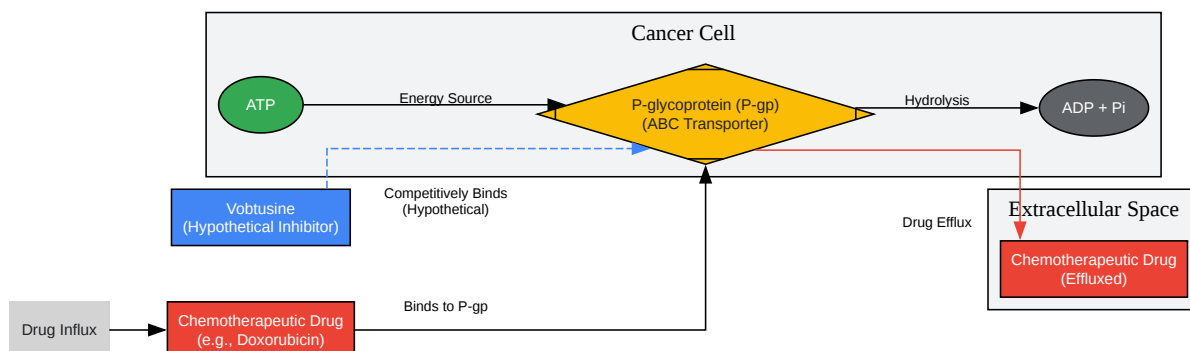 Cancer Cell
ATP
Energy Source
P-glycoprotein (P-gp)
(ABC Transporter)
Hydrolysis
ADP + Pi
Vobtusine
(Hypothetical Inhibitor)
Competitively Binds
(Hypothetical)
Drug Efflux
Extracellular Space
Chemotherapeutic Drug
(Effluxed)
Drug Influx
Chemotherapeutic Drug
(e.g., Doxorubicin)
Binds to P-gp